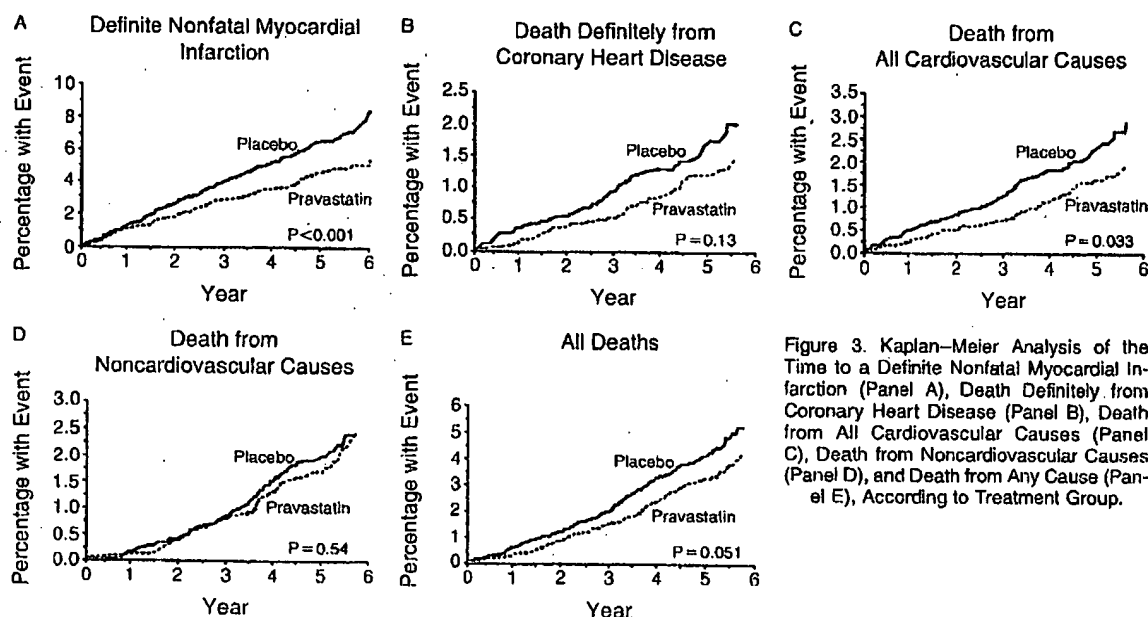 A
Definite Nonfatal Myocardial
Infarction
Percentage with Event
10
8
6
4
2
0
Placebo
Pravastatin
P<0.001
0 1 2 3 4 5 6
Year
B
Death Definitely from
Coronary Heart Disease
Percentage with Event
2.5
2.0
1.5
1.0
0.5
0.0
Placebo
Pravastatin
P=0.13
0 1 2 3 4 5 6
Year
C
Death from
All Cardiovascular Causes
Percentage with Event
3.5
3.0
2.5
2.0
1.5
1.0
0.5
0.0
Placebo
Pravastatin
P=0.033
0 1 2 3 4 5 6
Year
D
Death from
Noncardiovascular Causes
Percentage with Event
3.0
2.5
2.0
1.5
1.0
0.5
0.0
Placebo
Pravastatin
P=0.54
0 1 2 3 4 5 6
Year
E
All Deaths
Percentage with Event
6
5
4
3
2
1
0
Placebo
Pravastatin
P=0.051
0 1 2 3 4 5 6
Year
Figure 3. Kaplan–Meier Analysis of the
Time to a Definite Nonfatal Myocardial In-
farction (Panel A), Death Definitely from
Coronary Heart Disease (Panel B), Death
from All Cardiovascular Causes (Panel
C), Death from Noncardiovascular Causes
(Panel D), and Death from Any Cause (Pan-
el E), According to Treatment Group.